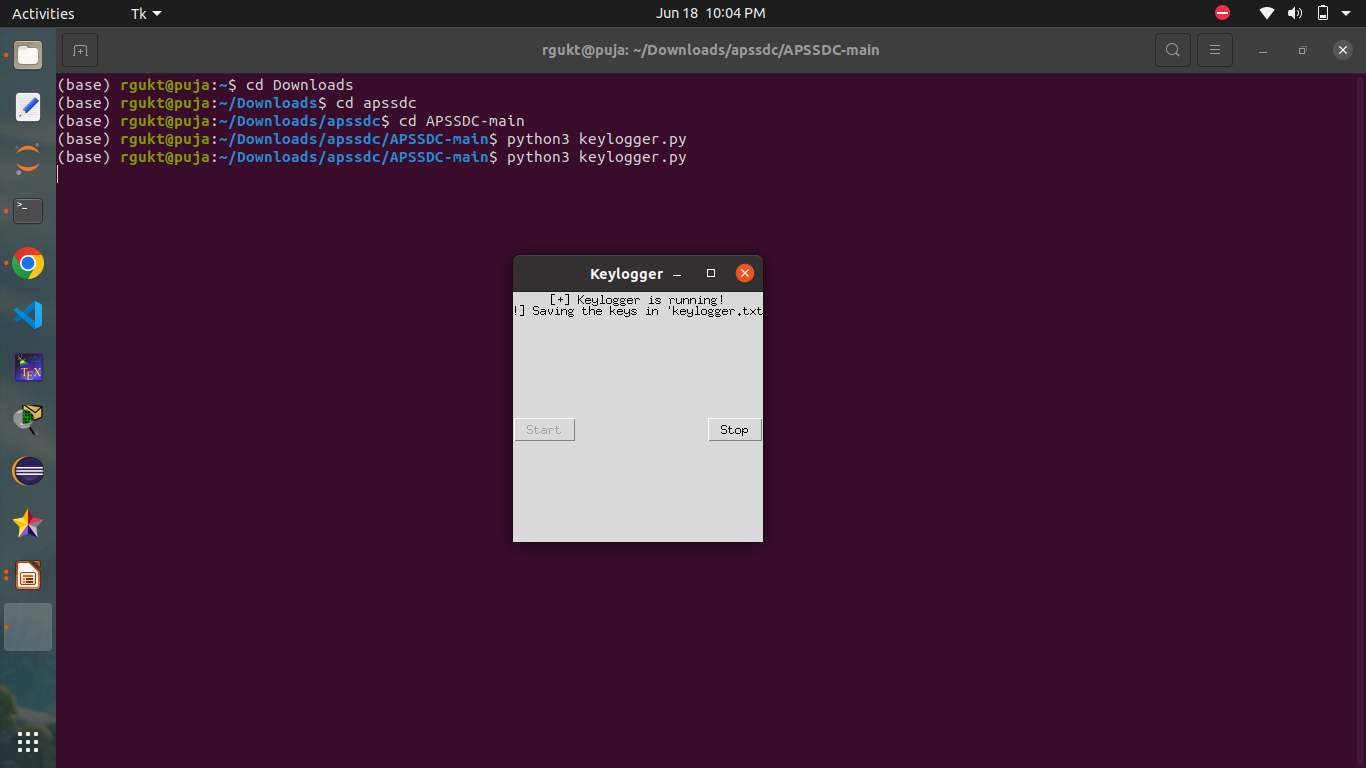 Activities
Tk
Jun 18 10:04 PM
rgukt@puja: ~/Downloads/apssdc/APSSDC-main
(base) rgukt@puja:~$ cd Downloads
(base) rgukt@puja:~/Downloads$ cd apssdc
(base) rgukt@puja:~/Downloads/apssdc$ cd APSSDC-main
(base) rgukt@puja:~/Downloads/apssdc/APSSDC-main$ python3 keylogger.py
(base) rgukt@puja:~/Downloads/apssdc/APSSDC-main$ python3 keylogger.py
Keylogger
[+] Keylogger is running!
!] Saving the keys in 'keylogger.txt
Start
Stop
TEX